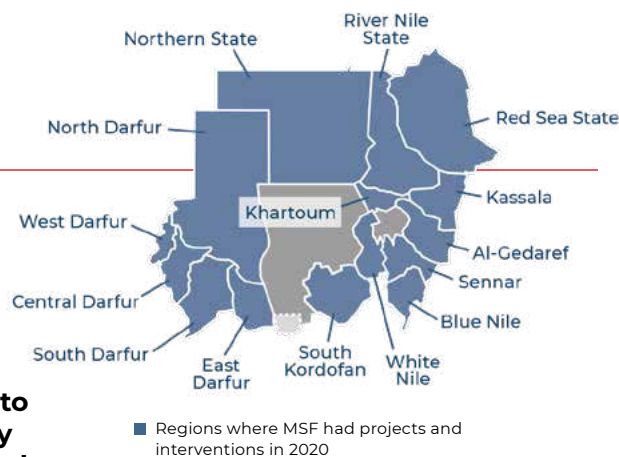 River Nile
State
Northern State
Red Sea State
North Darfur
Kassala
Khartoum
West Darfur
Al-Gedaref
Sennar
Central Darfur
Blue Nile
South Darfur
East
Darfur
South
Kordofan
White
Nile
to
Regions where MSF had projects and
interventions in 2020